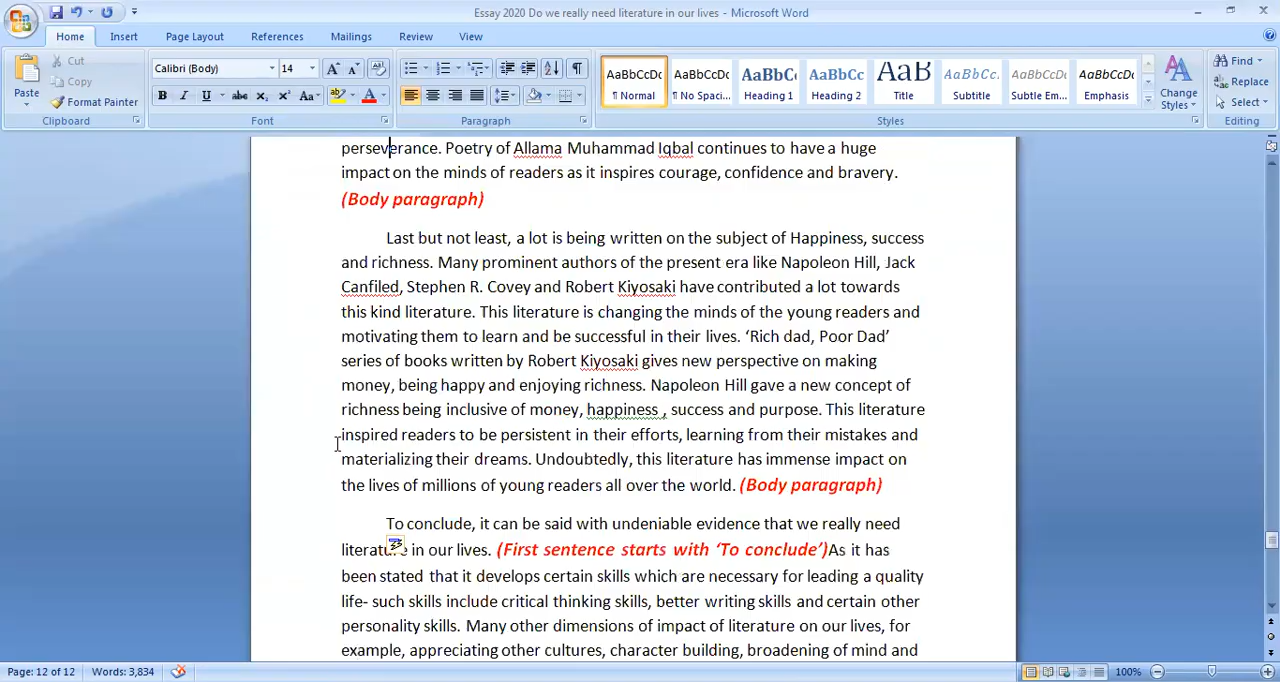 Essay 2020 Do we really need literature in our lives - Microsoft Word
Home Insert Page Layout References Mailings Review View
Paste
Cut
Copy
Format Painter
Clipboard
Calibri (Body) 14
Font
Paragraph
AaBbCcDc AaBbCcDc AaBbC AaBbCc AaB AaBbCc. AaBbCcDc AaBbCcDc
¶ Normal ¶ No Spaci... Heading 1 Heading 2 Title Subtitle Subtle Em... Emphasis
Styles
Change Styles
Find
Replace
Select
Editing
perseverance. Poetry of Allama Muhammad Iqbal continues to have a huge
impact on the minds of readers as it inspires courage, confidence and bravery.
(Body paragraph)
Last but not least, a lot is being written on the subject of Happiness, success
and richness. Many prominent authors of the present era like Napoleon Hill, Jack
Canfiled, Stephen R. Covey and Robert Kiyosaki have contributed a lot towards
this kind literature. This literature is changing the minds of the young readers and
motivating them to learn and be successful in their lives. ‘Rich dad, Poor Dad’
series of books written by Robert Kiyosaki gives new perspective on making
money, being happy and enjoying richness. Napoleon Hill gave a new concept of
richness being inclusive of money, happiness , success and purpose. This literature
inspired readers to be persistent in their efforts, learning from their mistakes and
materializing their dreams. Undoubtedly, this literature has immense impact on
the lives of millions of young readers all over the world. (Body paragraph)
To conclude, it can be said with undeniable evidence that we really need
literature in our lives. (First sentence starts with ‘To conclude’)As it has
been stated that it develops certain skills which are necessary for leading a quality
life- such skills include critical thinking skills, better writing skills and certain other
personality skills. Many other dimensions of impact of literature on our lives, for
example, appreciating other cultures, character building, broadening of mind and
Page: 12 of 12 Words: 3,834 100%